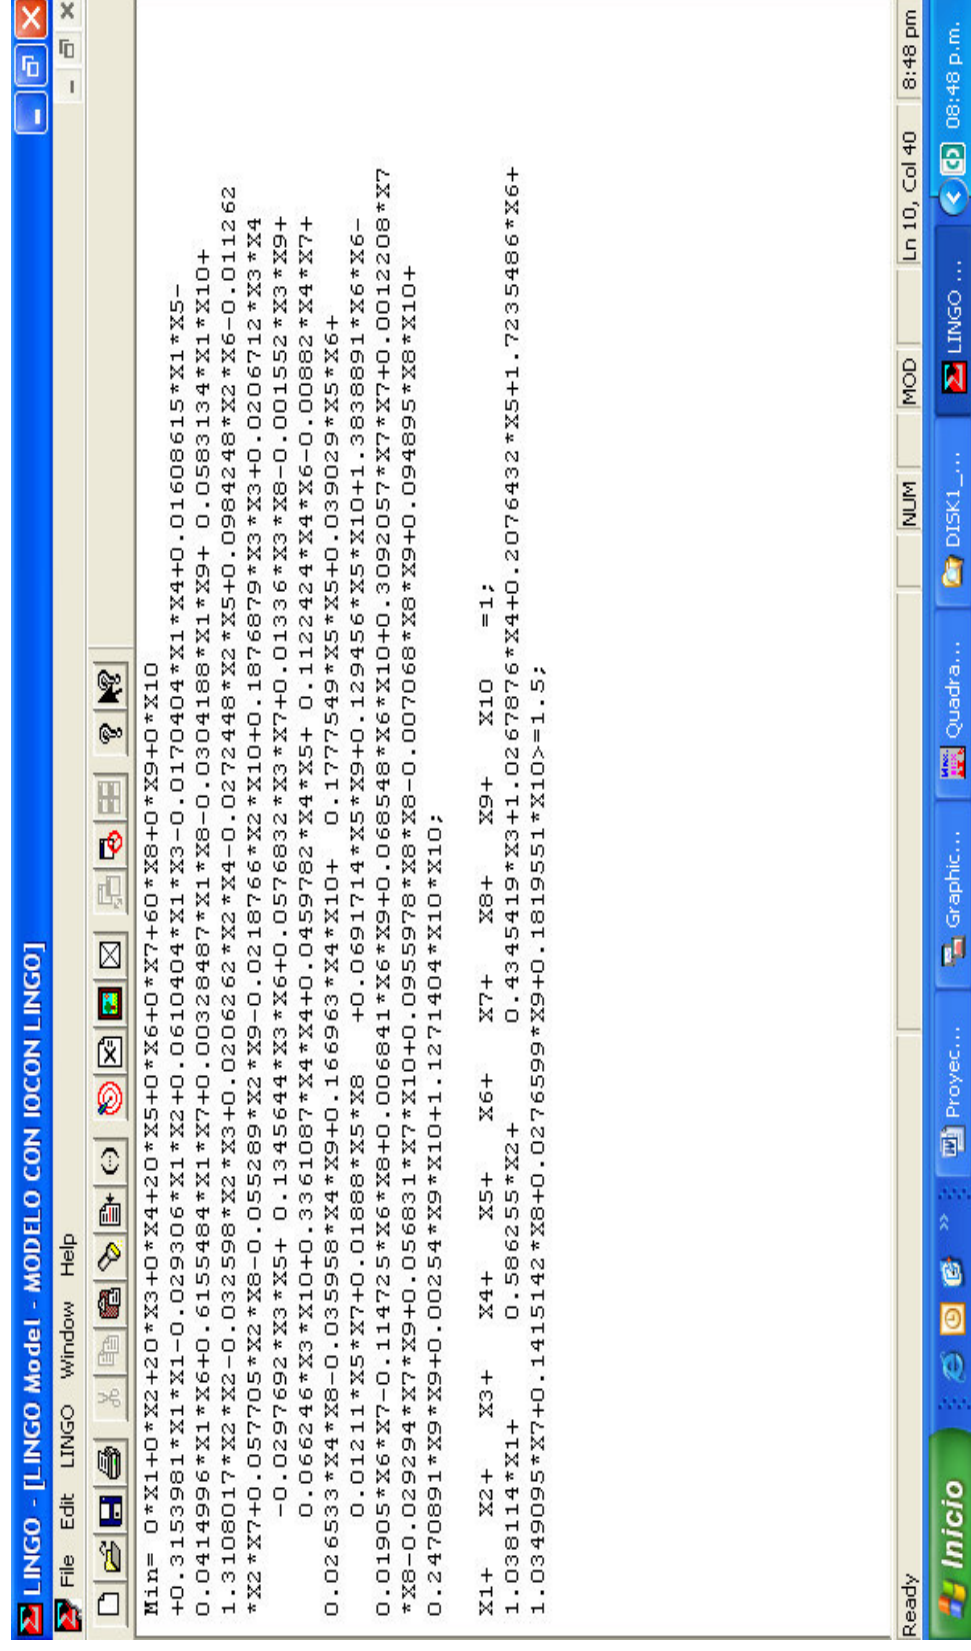 LINGO - [LINGO Model - MODELO CON IOCON LINGO]
File Edit LINGO Window Help
Min= 0*X1+0*X2+20*X3+0*X4+20*X5+0*X6+0*X7+60*X8+0*X9+0*X10
+0.3153981*X1*X1-0.029306*X1*X2+0.0610404*X1*X3-0.0170404*X1*X4+0.01608615*X1*X5-
0.0414996*X1*X6+0.6155484*X1*X7+0.00328487*X1*X8-0.0304188*X1*X9+ 0.0583134*X1*X10+
1.3108017*X2*X2-0.032598*X2*X3+0.0206262*X2*X4-0.0272448*X2*X5+0.0984248*X2*X6-0.011262
*X2*X7+0.057705*X2*X8-0.055289*X2*X9-0.0218766*X2*X10+0.1876879*X3*X3+0.0206712*X3*X4
-0.0297692*X3*X5+ 0.1345644*X3*X6+0.0576832*X3*X7+0.01336*X3*X8-0.001552*X3*X9+
0.066246*X3*X10+0.3361087*X4*X4+0.0459782*X4*X5+ 0.1122424*X4*X6-0.00882*X4*X7+
0.026533*X4*X8-0.035958*X4*X9+0.166963*X4*X10+ 0.1777549*X5*X5+0.039029*X5*X6+
0.01211*X5*X7+0.01888*X5*X8 +0.0691714*X5*X9+0.129456*X5*X10+1.3838891*X6*X6-
0.01905*X6*X7-0.114725*X6*X8+0.006841*X6*X9+0.068548*X6*X10+0.3092057*X7*X7+0.0012208*X7
*X8-0.029294*X7*X9+0.056831*X7*X10+0.0955978*X8*X8-0.007068*X8*X9+0.094895*X8*X10+
0.2470891*X9*X9+0.00254*X9*X10+1.1271404*X10*X10;
X1+ X2+ X3+ X4+ X5+ X6+ X7+ X8+ X9+ X10 =1;
1.038114*X1+ 0.586255*X2+ 0.4345419*X3+1.0267876*X4+0.2076432*X5+1.7235486*X6+
1.0349095*X7+0.1415142*X8+0.0276599*X9+0.1819551*X10>=1.5;
Ready NUM MOD Ln 10, Col 40 8:48 pm
Inicio Proyec... Graphic... Quadra... DISK1_... LINGO ... 08:48 p.m.